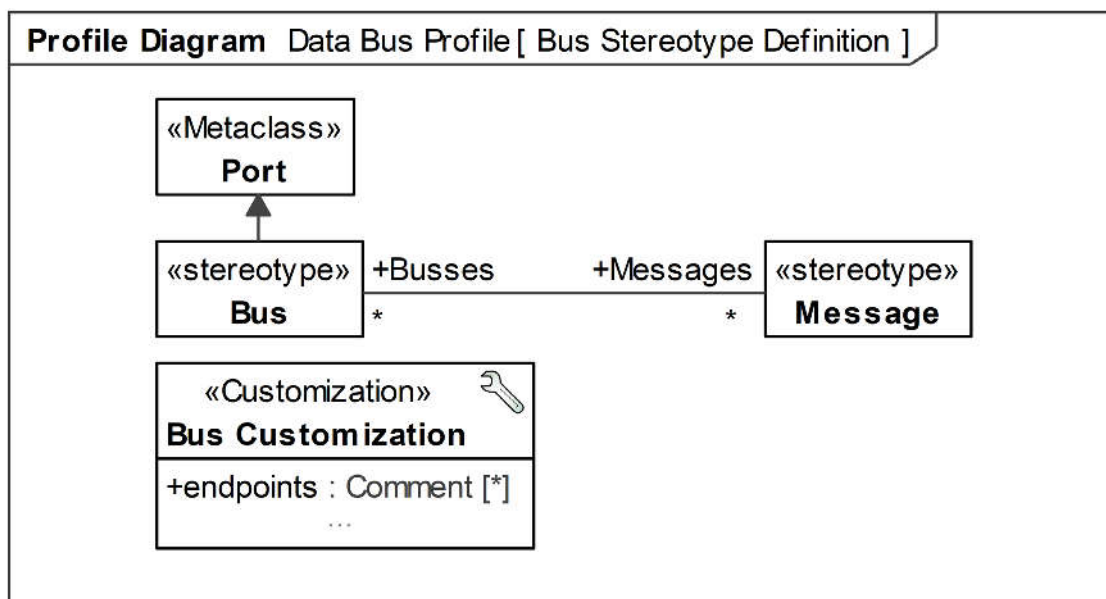 Profile Diagram Data Bus Profile [ Bus Stereotype Definition ]
«Metaclass»
Port
«stereotype»
Bus
+Busses
*
+Messages
*
«stereotype»
Message
«Customization»
Bus Customization
+endpoints : Comment [*]
...